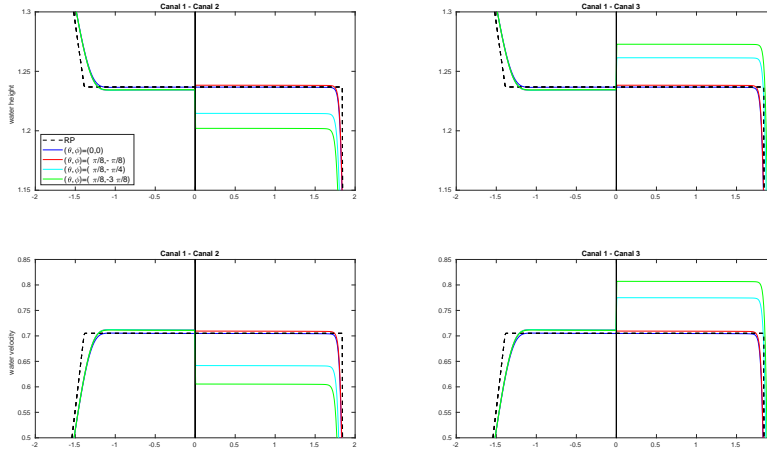 Canal 1 - Canal 2
1.3
1.25
1.2
1.15
water height
RP
(θ,ϕ)=(0,0)
(θ,ϕ)=( π/8,- π/8)
(θ,ϕ)=( π/8,- π/4)
(θ,ϕ)=( π/8,-3 π/8)
-2 -1.5 -1 -0.5 0 0.5 1 1.5 2
Canal 1 - Canal 3
1.3
1.25
1.2
1.15
-2 -1.5 -1 -0.5 0 0.5 1 1.5
Canal 1 - Canal 2
0.85
0.8
0.75
0.7
0.65
0.6
0.55
0.5
water velocity
-2 -1.5 -1 -0.5 0 0.5 1 1.5 2
Canal 1 - Canal 3
0.85
0.8
0.75
0.7
0.65
0.6
0.55
0.5
-2 -1.5 -1 -0.5 0 0.5 1 1.5